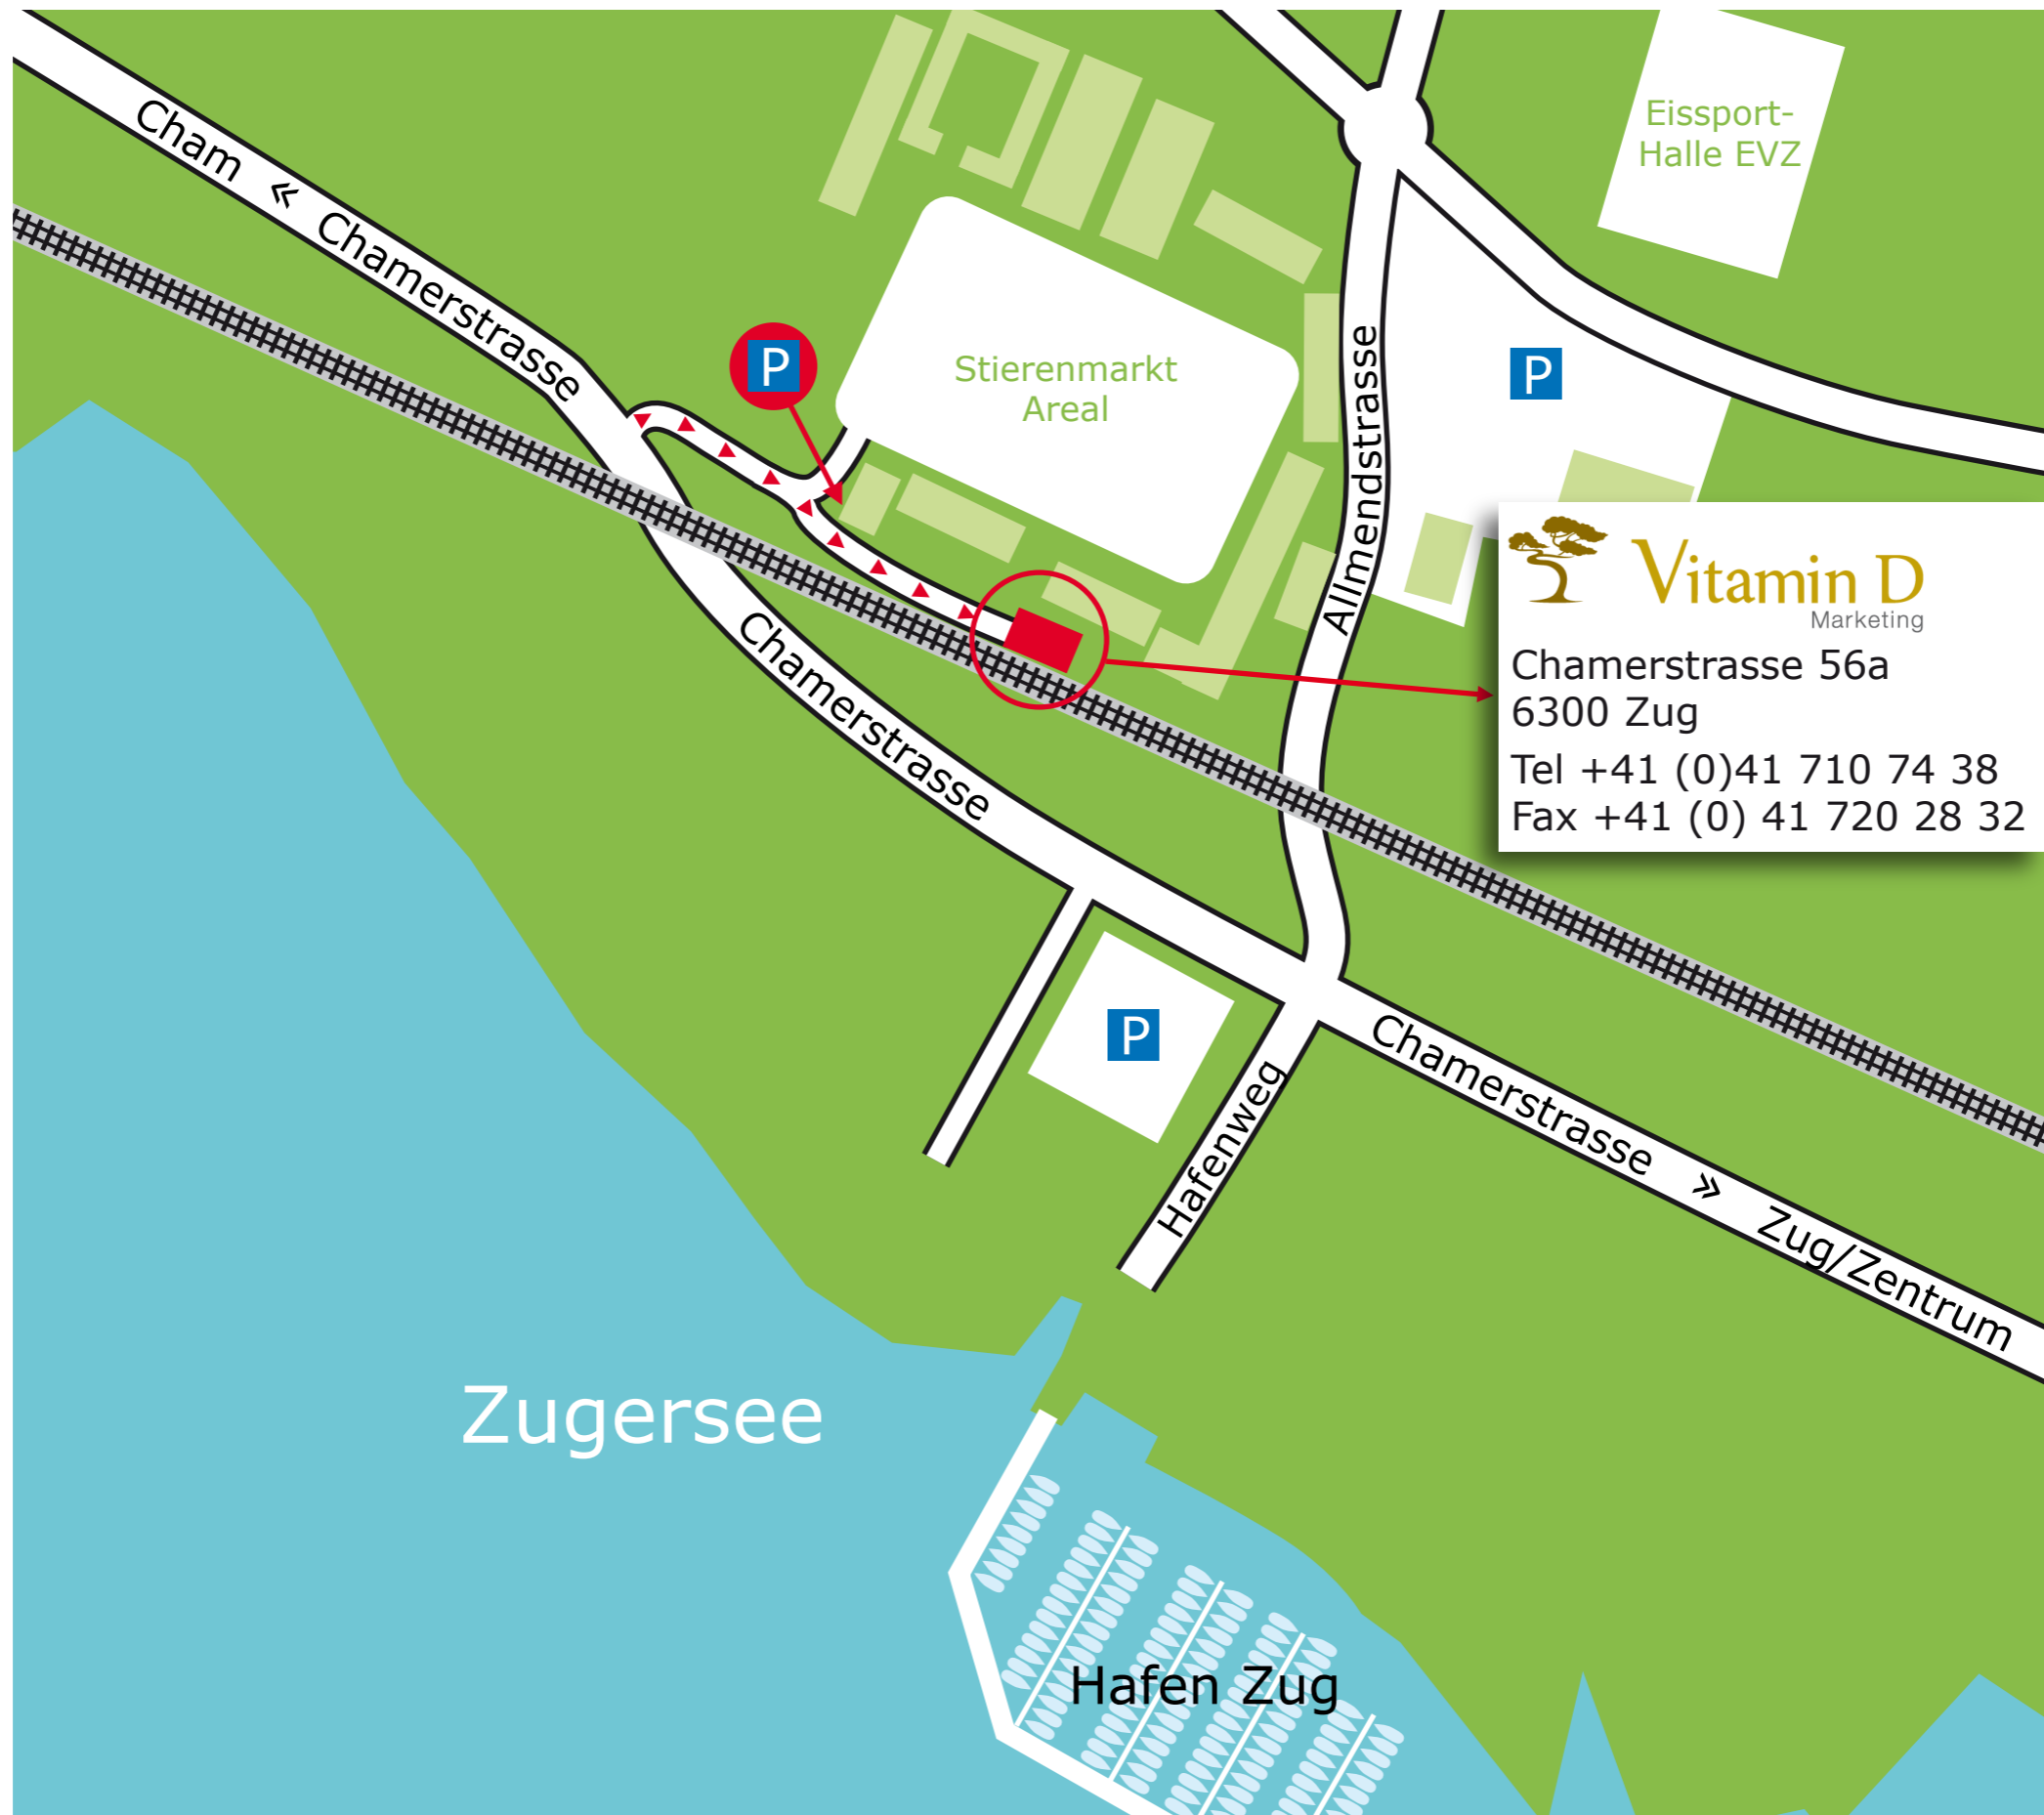 Cham « Chamerstrasse
Eissport-
Halle EVZ
P
Stierenmarkt
Areal
P
Allmendstrasse
Vitamin D
Marketing
Chamerstrasse 56a
6300 Zug
Tel +41 (0)41 710 74 38
Fax +41 (0) 41 720 28 32
Chamerstrasse
P
Hafenweg
Chamerstrasse » Zug/Zentrum
Zugersee
Hafen Zug